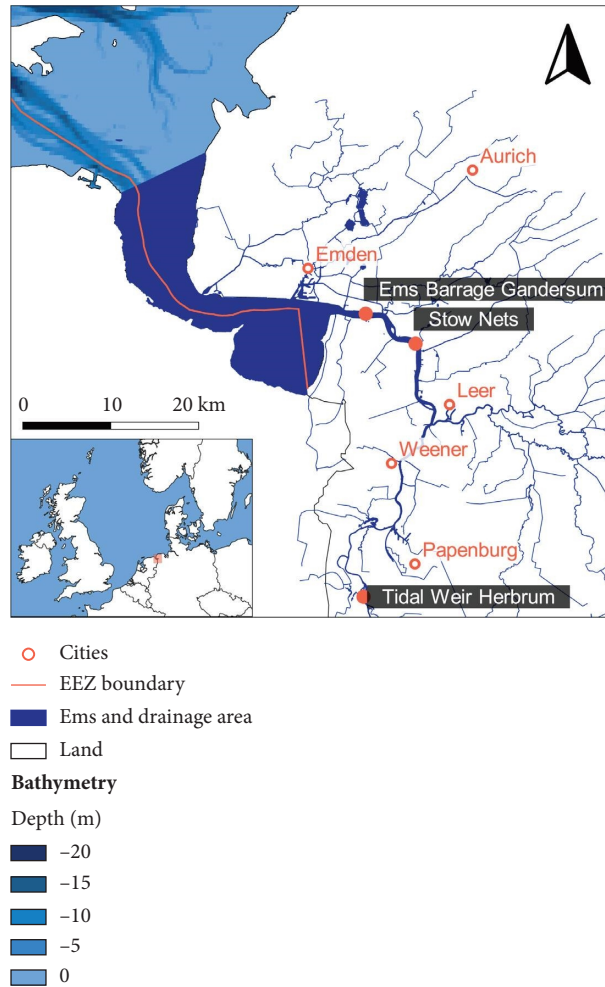 Aurich
Emden
Ems Barrage Gandersum
Stow Nets
Leer
0 10 20 km
Weener
Papenburg
Tidal Weir Herbrum
Cities
EEZ boundary
Ems and drainage area
Land
Bathymetry
Depth (m)
–20
–15
–10
–5
0